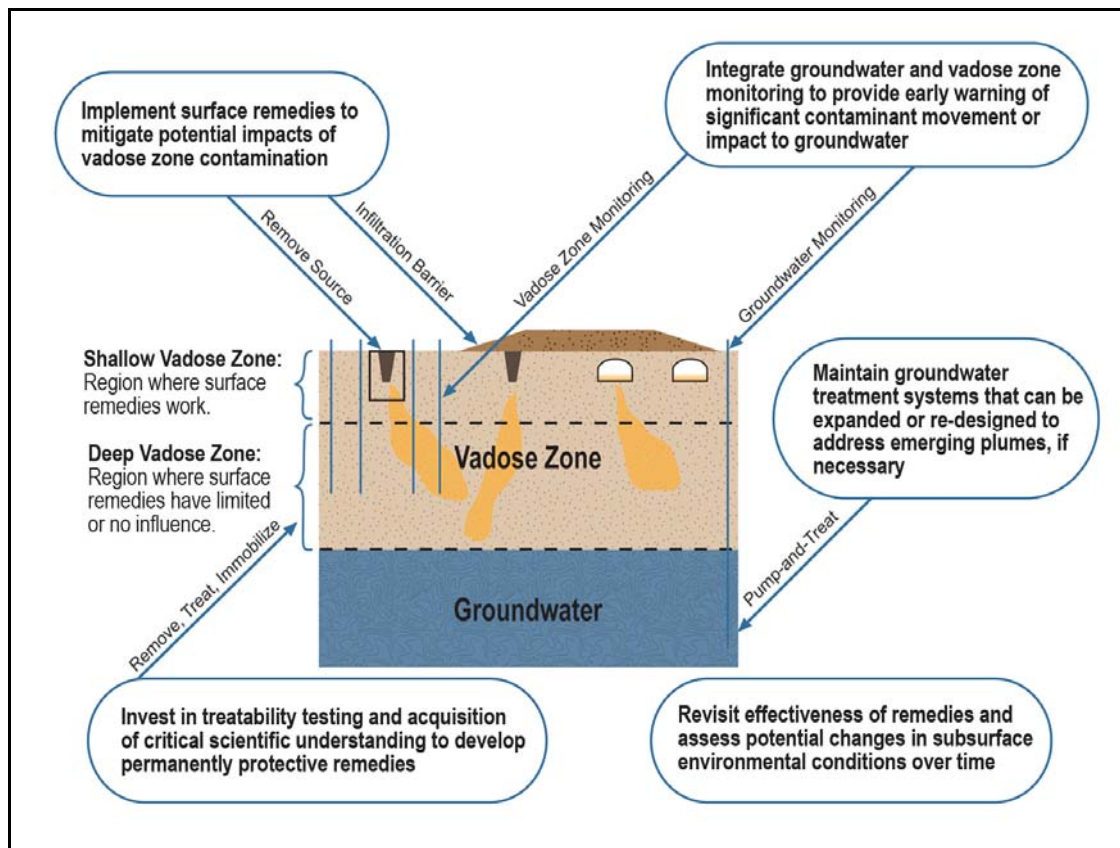 Implement surface remedies to
mitigate potential impacts of
vadose zone contamination
Integrate groundwater and vadose zone
monitoring to provide early warning of
significant contaminant movement or
impact to groundwater
Remove Source
Infiltration Barrier
Vadose Zone Monitoring
Groundwater Monitoring
Shallow Vadose Zone:
Region where surface
remedies work.
Deep Vadose Zone:
Region where surface
remedies have limited
or no influence.
Vadose Zone
Groundwater
Maintain groundwater
treatment systems that can be
expanded or re-designed to
address emerging plumes, if
necessary
Remove, Treat, Immobilize
Pump-and-Treat
Invest in treatability testing and acquisition
of critical scientific understanding to develop
permanently protective remedies
Revisit effectiveness of remedies and
assess potential changes in subsurface
environmental conditions over time